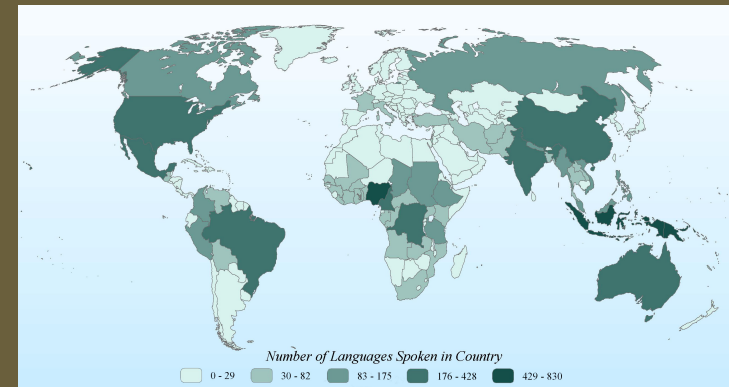 Number of Languages Spoken in Country
0 - 29 30 - 82 83 - 175 176 - 428 429 - 830